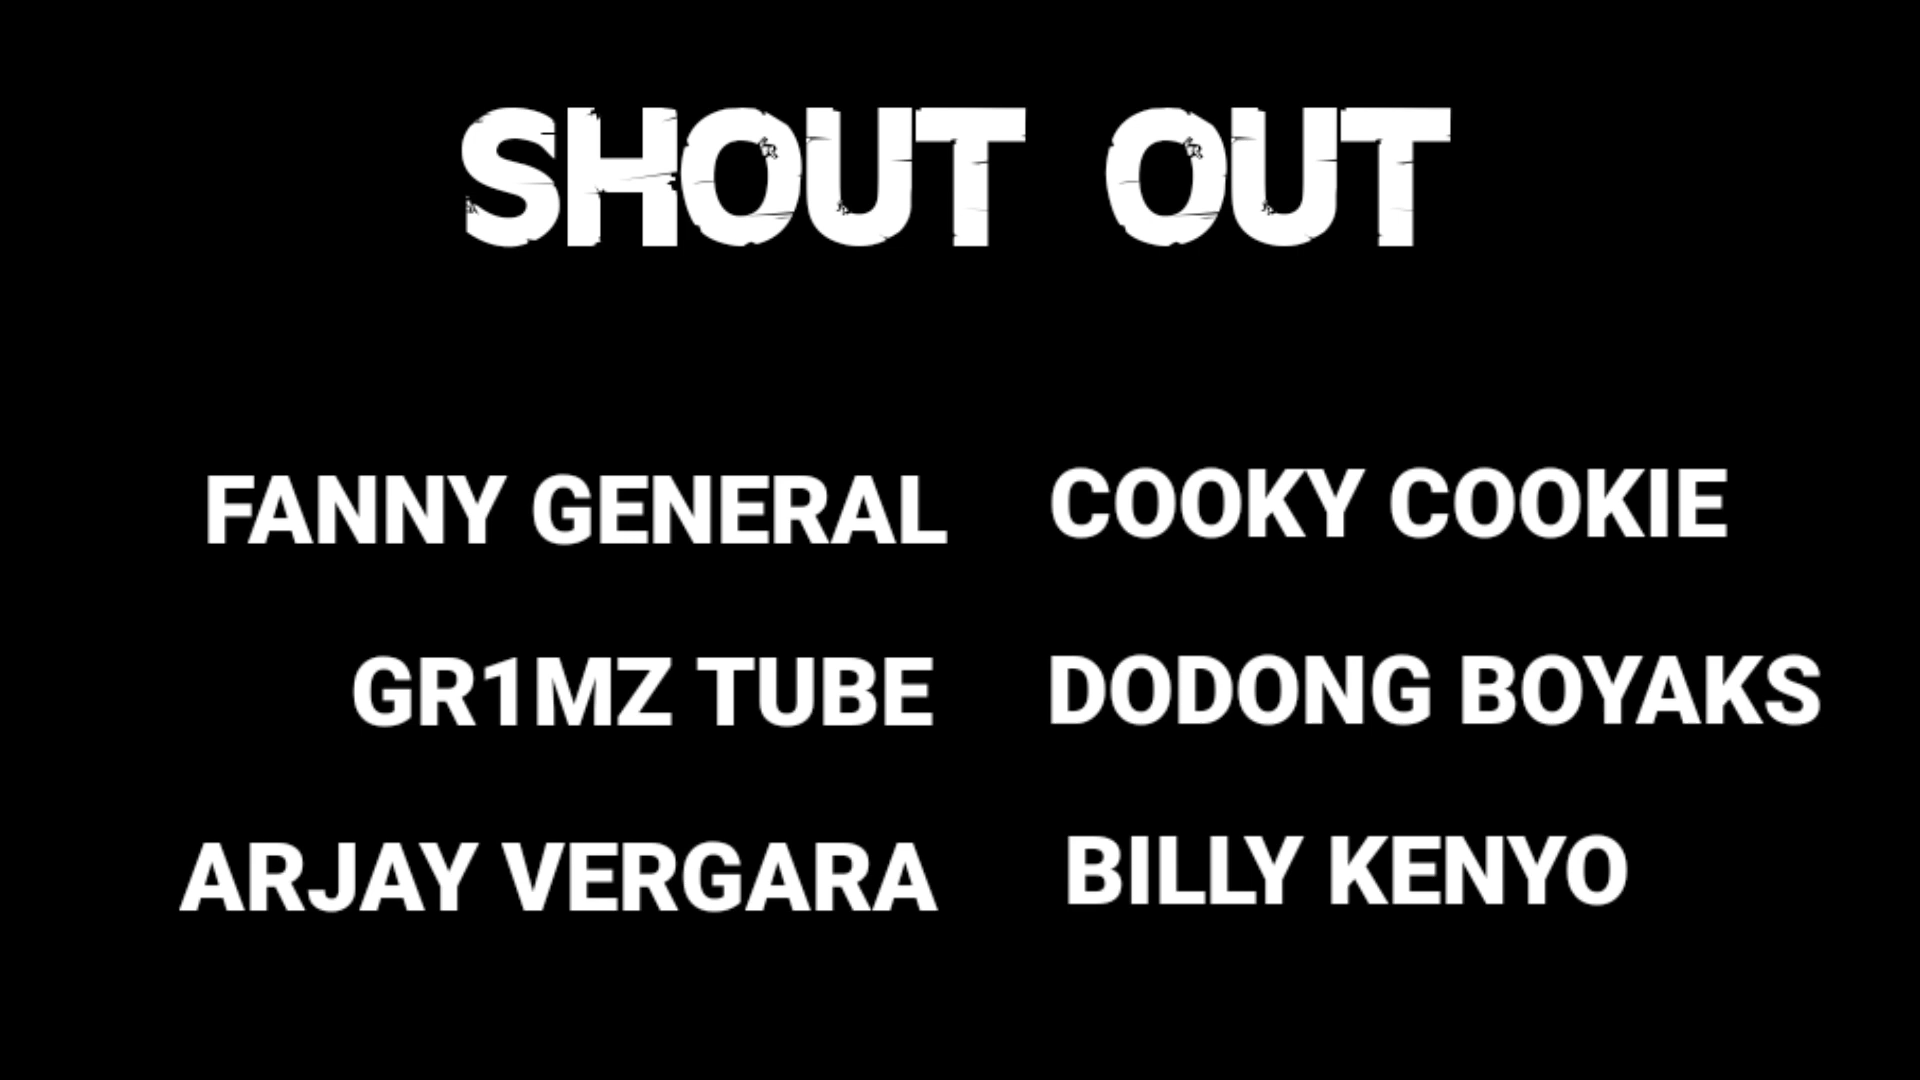 SHOUT OUT
FANNY GENERAL
COOKY COOKIE
GR1MZ TUBE
DODONG BOYAKS
ARJAY VERGARA
BILLY KENYO